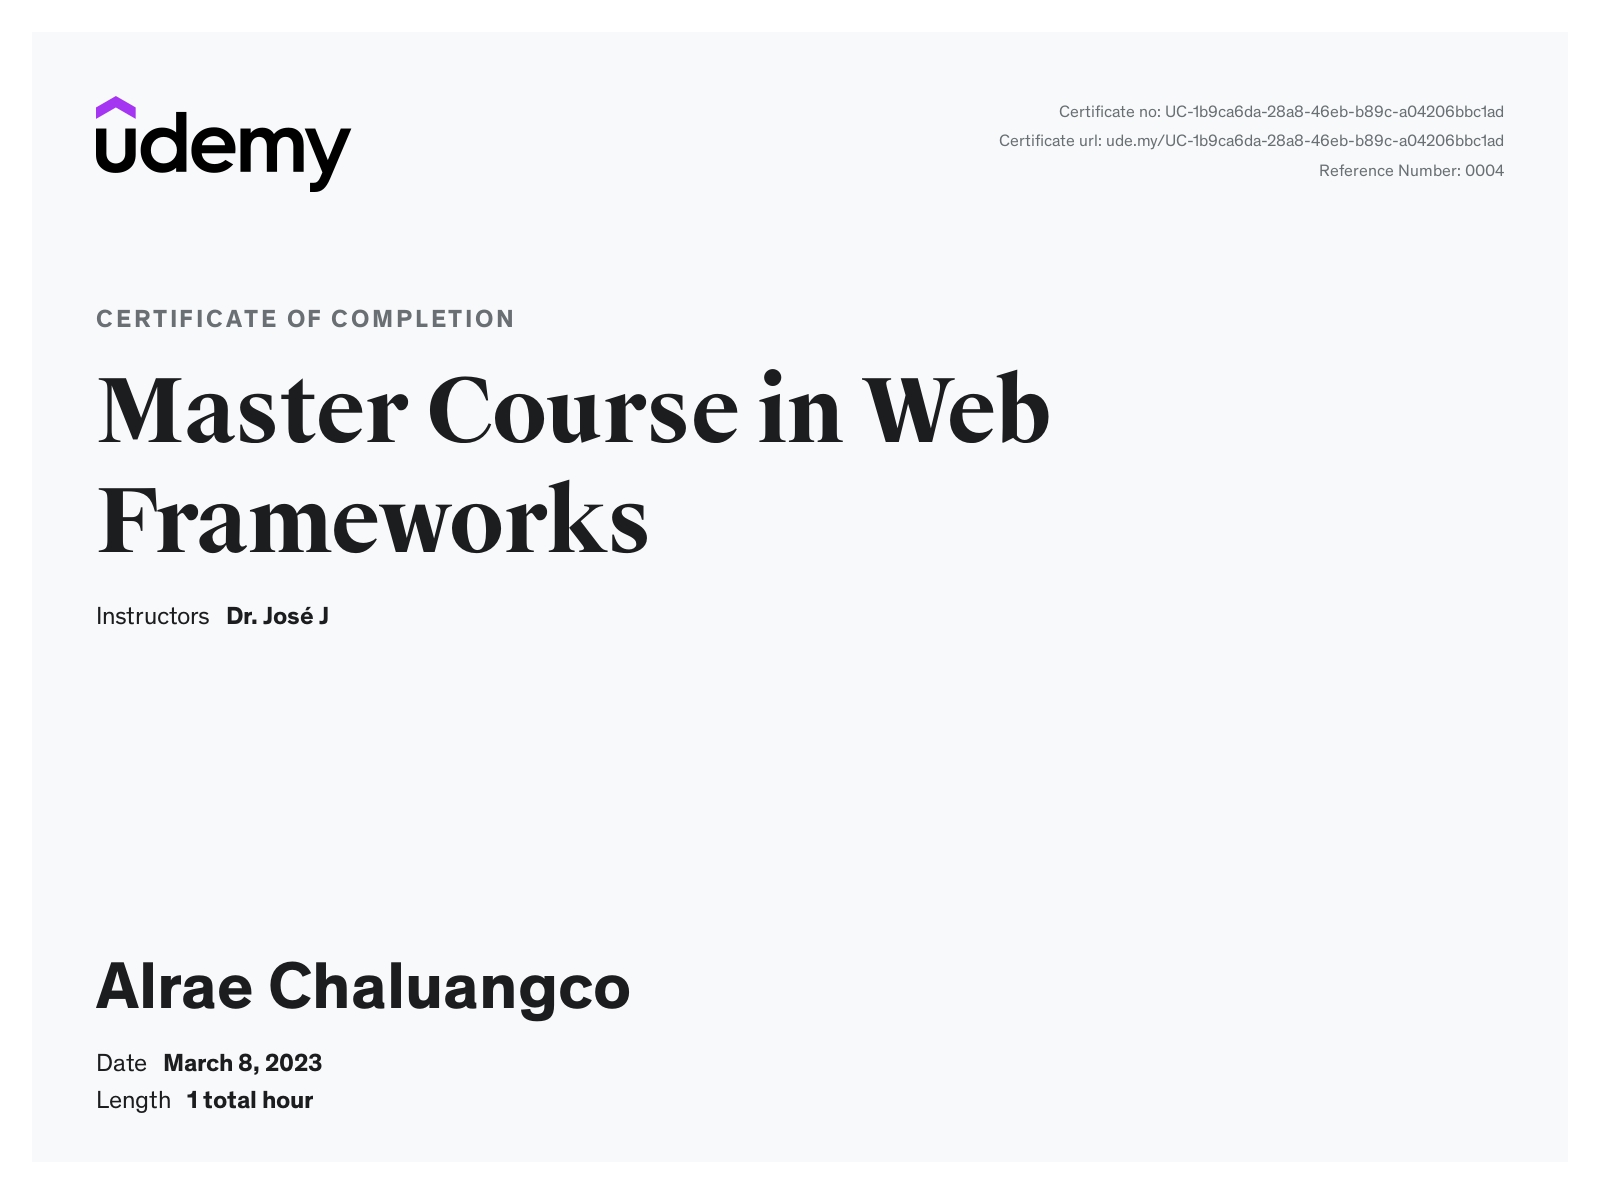 udemy
Certificate no: UC-1b9ca6da-28a8-46eb-b89c-a04206bbc1ad
Certificate url: ude.my/UC-1b9ca6da-28a8-46eb-b89c-a04206bbc1ad
Reference Number: 0004
CERTIFICATE OF COMPLETION
Master Course in Web
Frameworks
Instructors Dr. José J
Alrae Chaluangco
Date March 8, 2023
Length 1 total hour